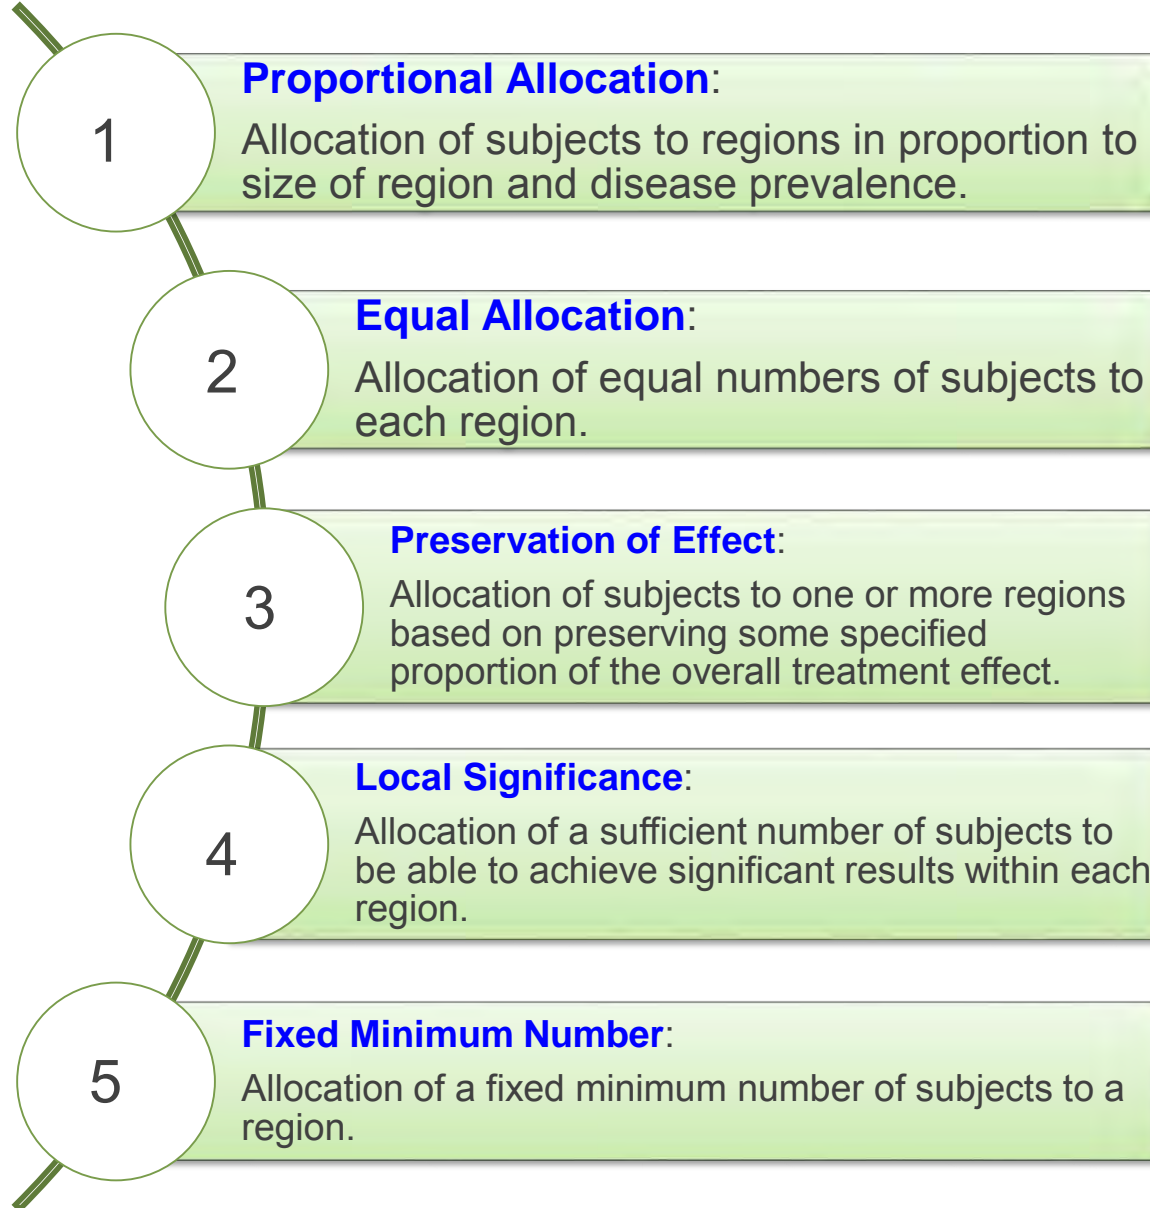 1
Proportional Allocation:
Allocation of subjects to regions in proportion to
size of region and disease prevalence.
2
Equal Allocation:
Allocation of equal numbers of subjects to
each region.
3
Preservation of Effect:
Allocation of subjects to one or more regions
based on preserving some specified
proportion of the overall treatment effect.
4
Local Significance:
Allocation of a sufficient number of subjects to
be able to achieve significant results within each
region.
5
Fixed Minimum Number:
Allocation of a fixed minimum number of subjects to a
region.